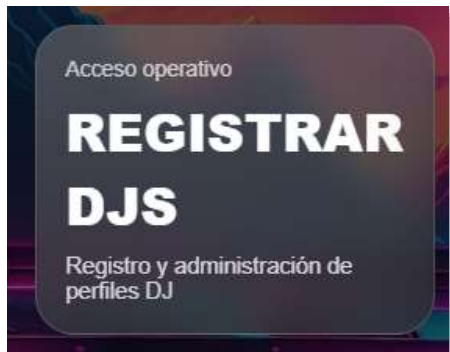 Acceso operativo
REGISTRAR
DJS
Registro y administración de
perfiles DJ